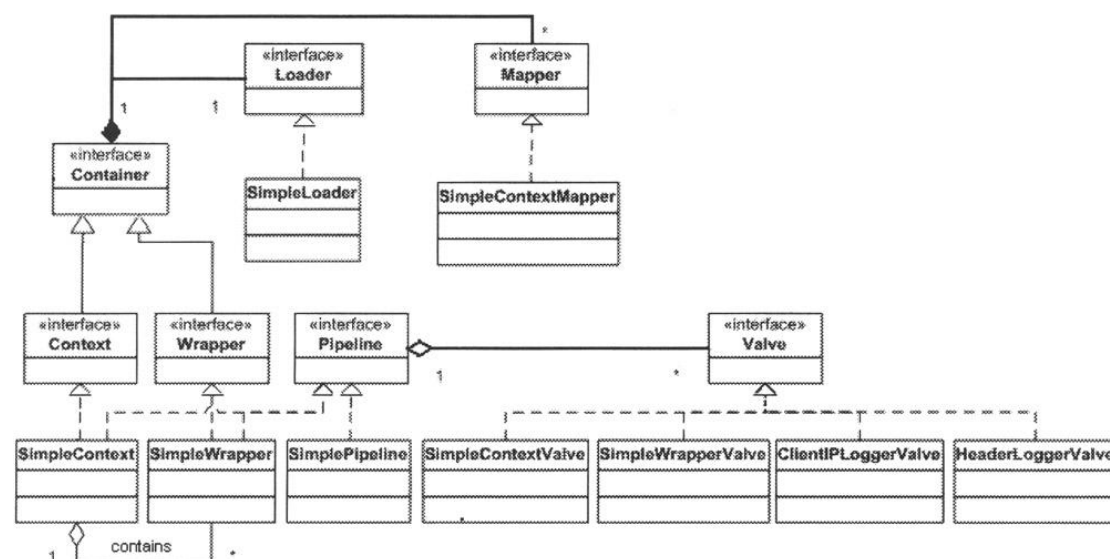 *
«interface»
Loader
«interface»
Mapper
1
1
«interface»
Container
SimpleLoader
SimpleContextMapper
«interface»
Context
«interface»
Wrapper
«interface»
Pipeline
«interface»
Valve
1
*
SimpleContext
SimpleWrapper
SimplePipeline
SimpleContextValve
SimpleWrapperValve
ClientIPLoggerValve
HeaderLoggerValve
1
contains
*